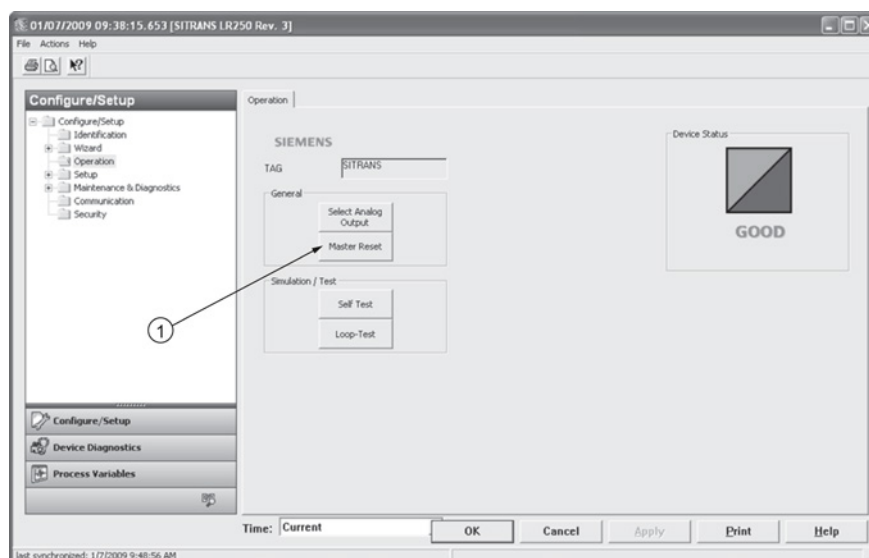 01/07/2009 09:38:15.653 [SITRANS LR250 Rev. 3]
File Actions Help
Configure/Setup
Configure/Setup
Identification
Wizard
Operation
Setup
Maintenance & Diagnostics
Communication
Security
Configure/Setup
Device Diagnostics
Process Variables
Operation
SIEMENS
TAG SITRANS
General
Select Analog
Output
Master Reset
Simulation / Test
Self Test
Loop-Test
1
Device Status
GOOD
Time: Current
OK Cancel Apply Print Help
last synchronized: 1/7/2009 9:48:56 AM